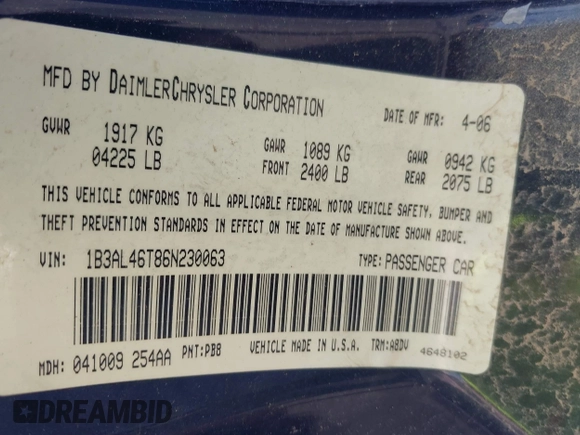 MFD BY DAIMLERCHRYSLER CORPORATION
DATE OF MFR: 4-06
GVWR 1917 KG GAWR 1089 KG GAWR 0942 KG
04225 LB FRONT 2400 LB REAR 2075 LB
THIS VEHICLE CONFORMS TO ALL APPLICABLE FEDERAL MOTOR VEHICLE SAFETY, BUMPER AND
THEFT PREVENTION STANDARDS IN EFFECT ON THE DATE OF MANUFACTURE SHOWN ABOVE.
VIN: 1B3AL46T86N230063 TYPE: PASSENGER CAR
MDH: 041009 254AA PNT: PB8 VEHICLE MADE IN U.S.A. TRM: ABDV
4648102
DREAMBID